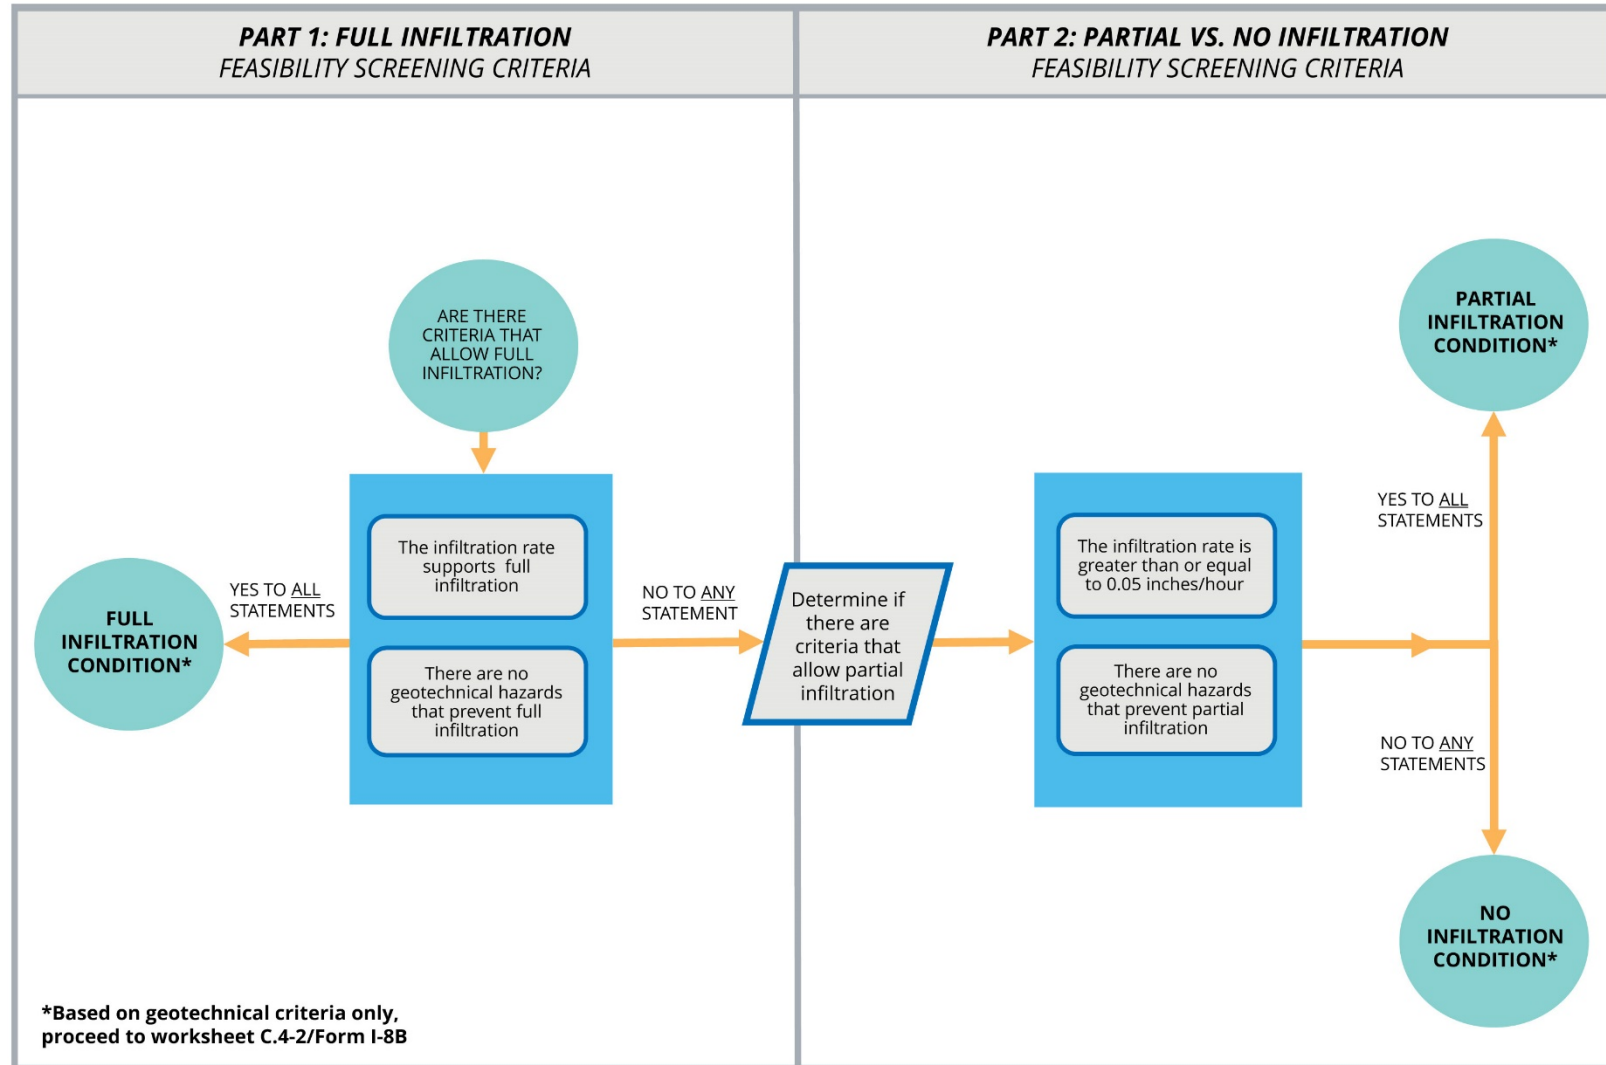 PART 1: FULL INFILTRATION
FEASIBILITY SCREENING CRITERIA
PART 2: PARTIAL VS. NO INFILTRATION
FEASIBILITY SCREENING CRITERIA
ARE THERE
CRITERIA THAT
ALLOW FULL
INFILTRATION?
The infiltration rate
supports full
infiltration
There are no
geotechnical hazards
that prevent full
infiltration
YES TO ALL
STATEMENTS
FULL
INFILTRATION
CONDITION*
NO TO ANY
STATEMENT
Determine if
there are
criteria that
allow partial
infiltration
The infiltration rate is
greater than or equal
to 0.05 inches/hour
There are no
geotechnical hazards
that prevent partial
infiltration
YES TO ALL
STATEMENTS
PARTIAL
INFILTRATION
CONDITION*
NO TO ANY
STATEMENTS
NO
INFILTRATION
CONDITION*
*Based on geotechnical criteria only,
proceed to worksheet C.4-2/Form I-8B